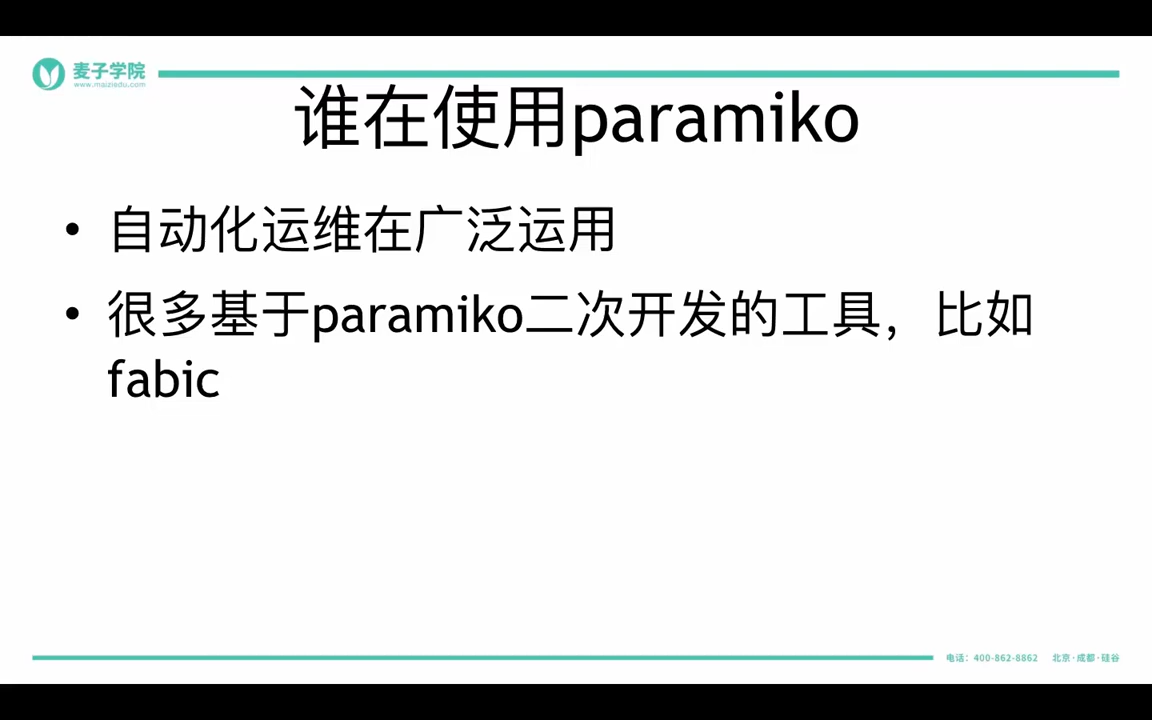 麦子学院
www.maiziedu.com
谁在使用paramiko
• 自动化运维在广泛运用
• 很多基于paramiko二次开发的工具，比如
fabic
电话：400-862-8862 北京·成都·硅谷